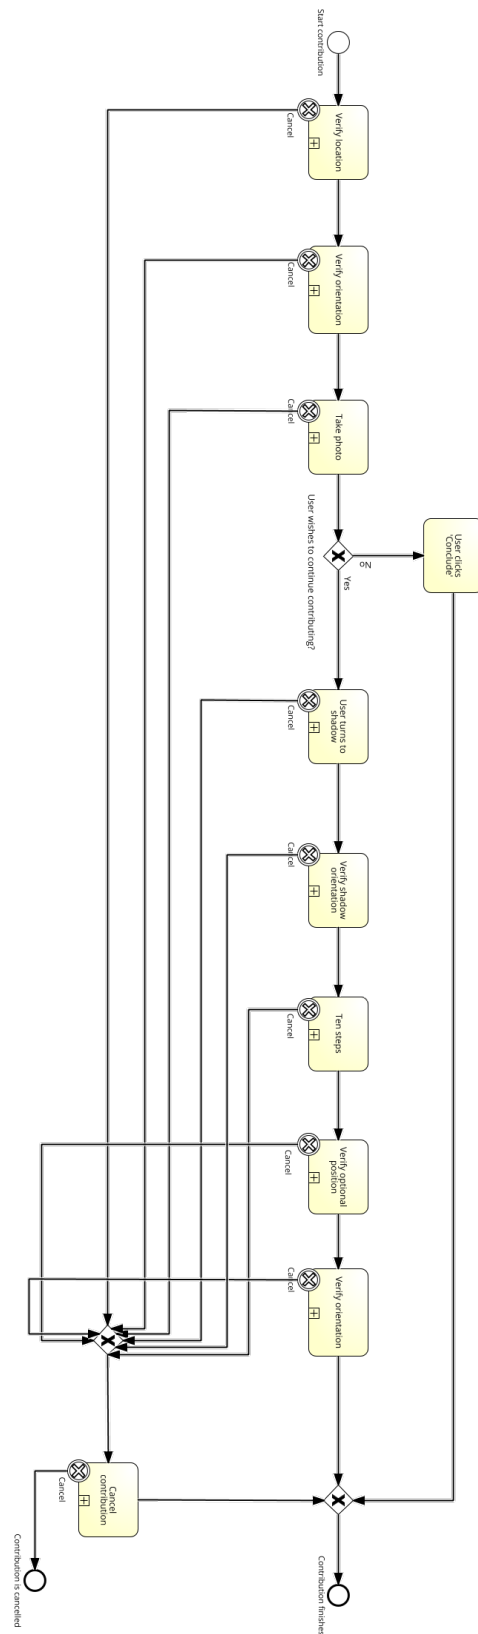 Start contribution
Verify location
Cancel
Verify orientation
Cancel
Take photo
Cancel
User wishes to continue contributing?
No
Yes
User clicks
'Conclude'
User turns to
shadow
Cancel
Verify shadow
orientation
Cancel
Ten steps
Cancel
Verify optional
position
Cancel
Verify orientation
Cancel
Cancel
contribution
Cancel
Contribution is cancelled
Contribution finishes